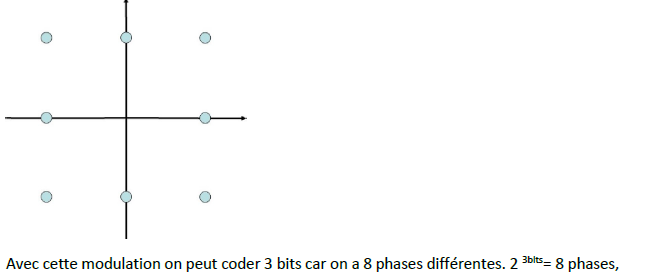 Avec cette modulation on peut coder 3 bits car on a 8 phases différentes. 2 ³ᵇⁱᵗˢ= 8 phases,